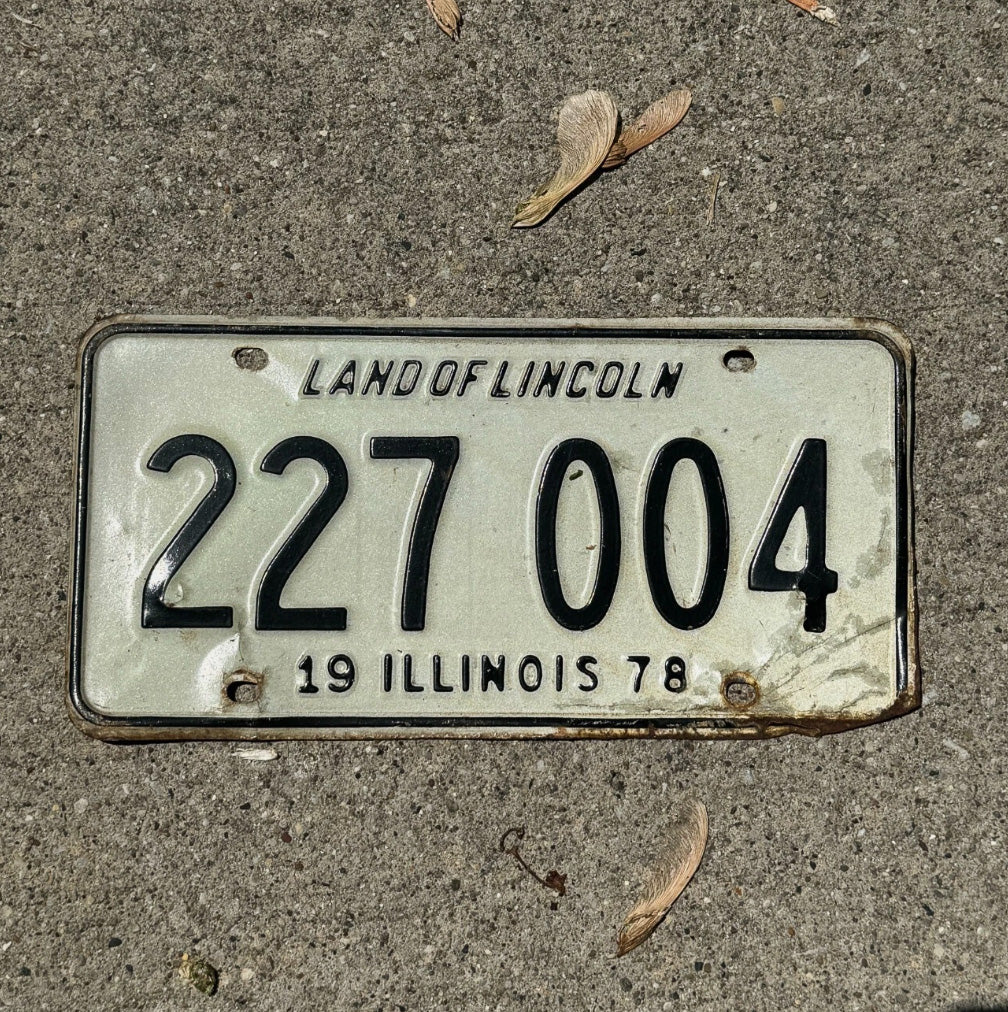 LAND OF LINCOLN
227 004
19 ILLINOIS 78